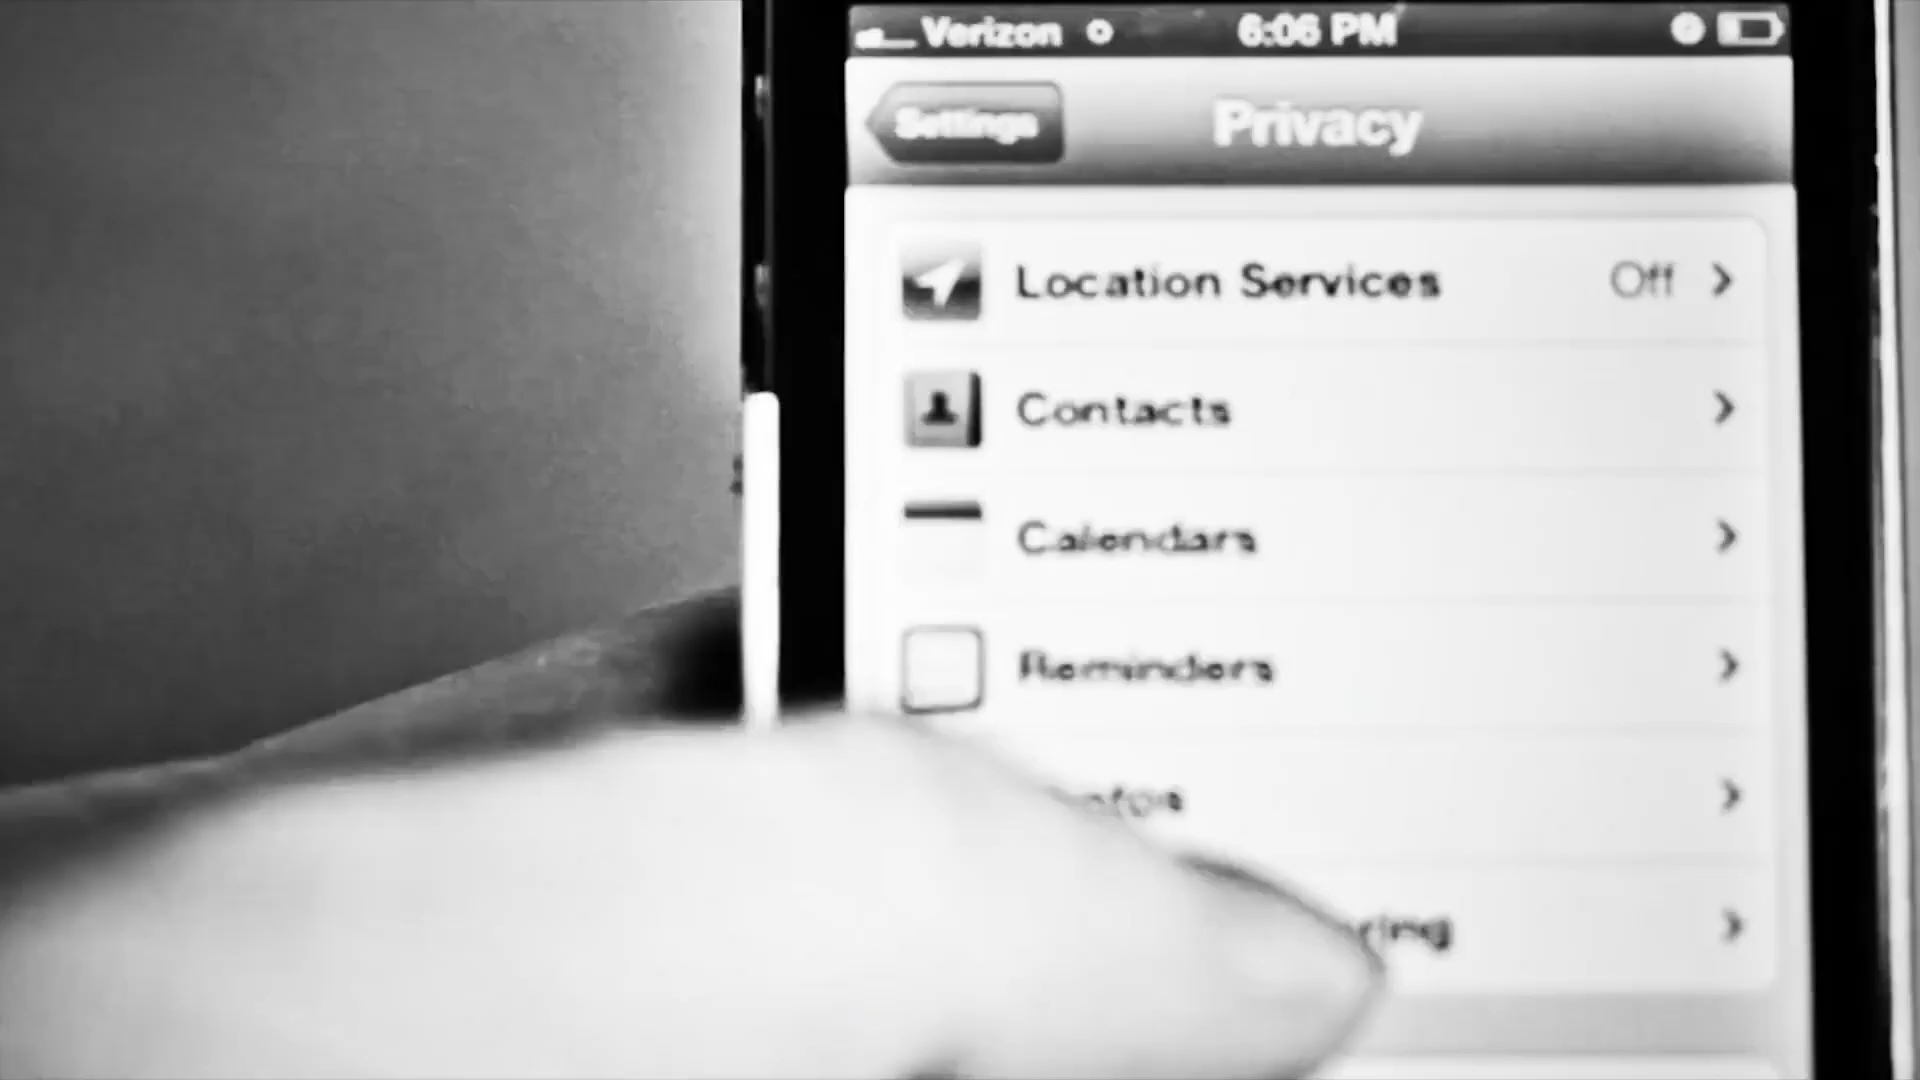 Verizon 6:06 PM
Settings Privacy
Location Services Off
Contacts
Calendars
Reminders